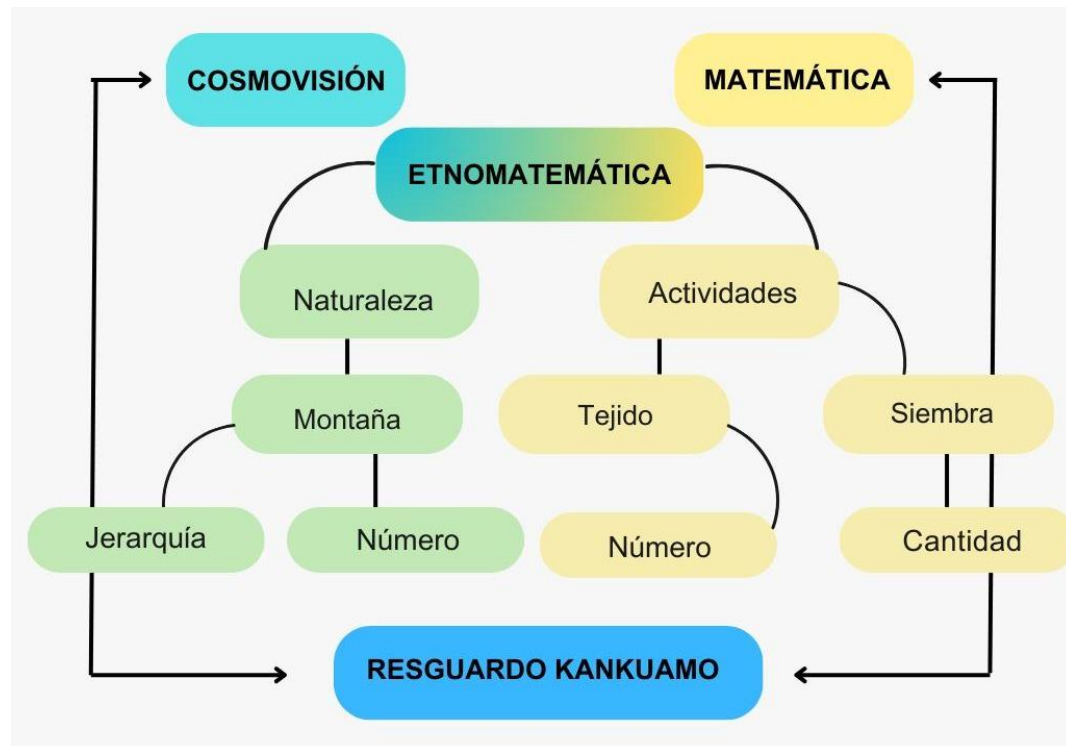 COSMOVISIÓN
MATEMÁTICA
ETNOMATEMÁTICA
Naturaleza
Actividades
Montaña
Tejido
Siembra
Jerarquía
Número
Número
Cantidad
RESGUARDO KANKUAMO